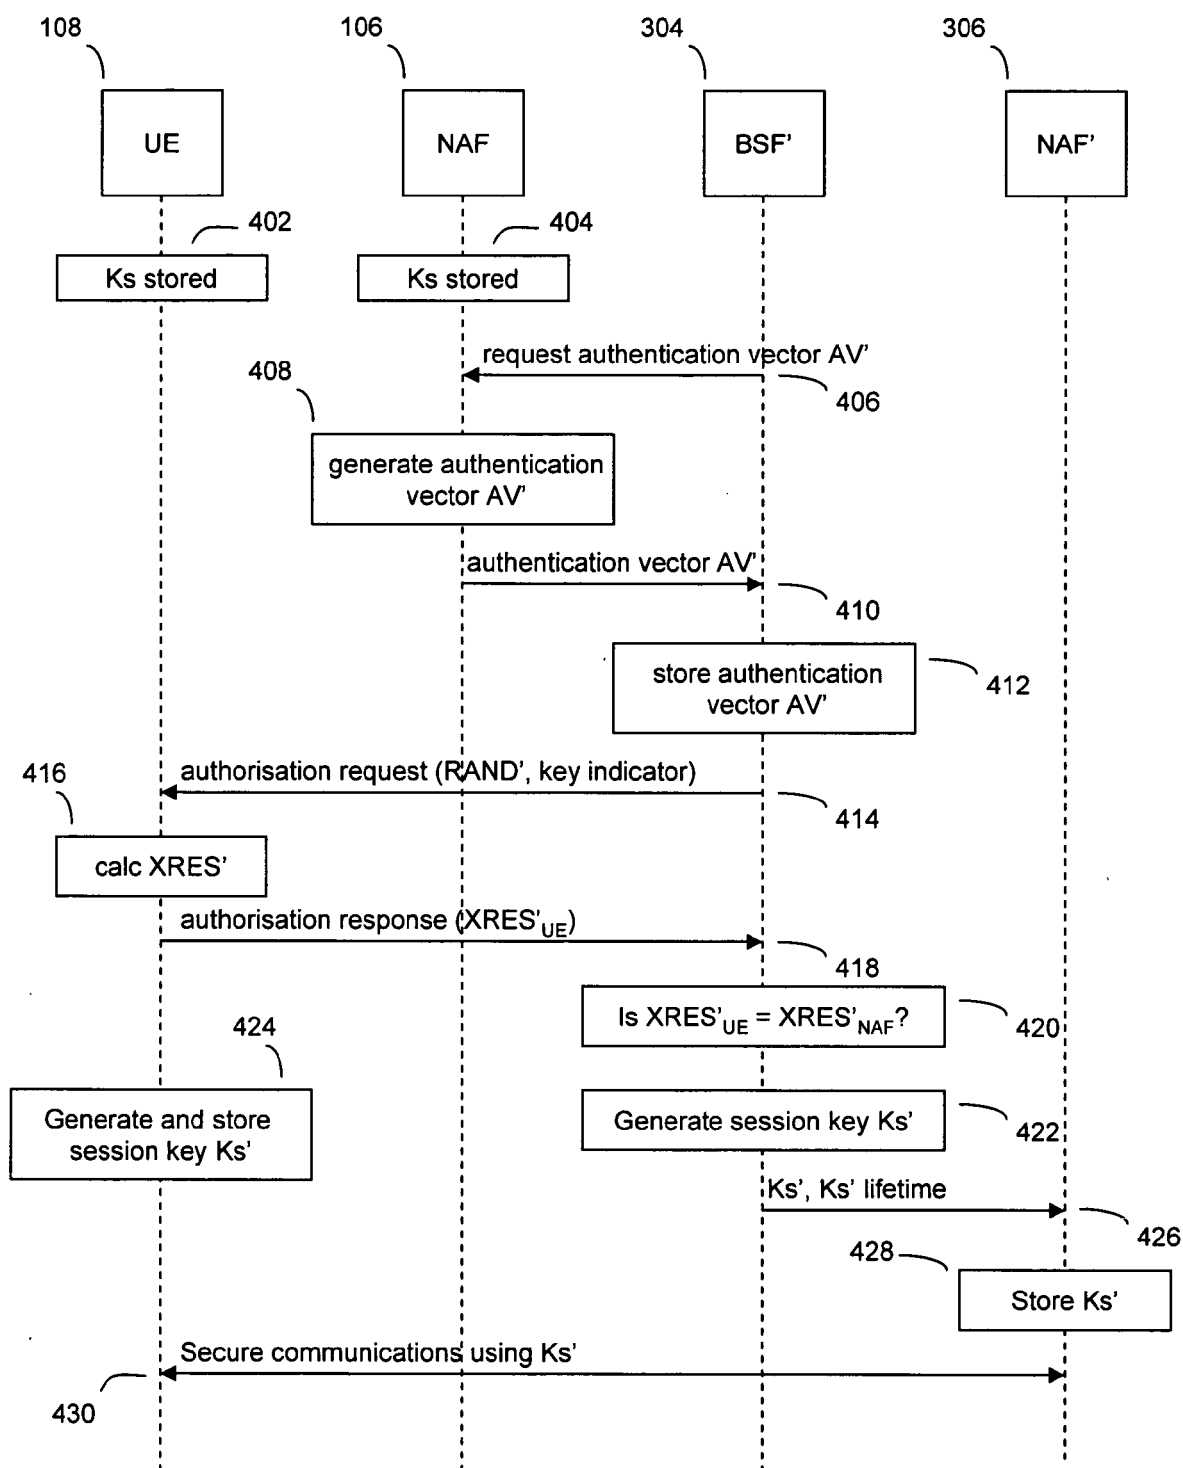 108
106
304
306
UE
NAF
BSF'
NAF'
402
404
Ks stored
Ks stored
request authentication vector AV'
408
406
generate authentication
vector AV'
authentication vector AV'
410
store authentication
vector AV'
412
416
authorisation request (RAND', key indicator)
414
calc XRES'
authorisation response (XRES'UE)
418
Is XRES'UE = XRES'NAF?
420
424
Generate and store
session key Ks'
Generate session key Ks'
422
Ks', Ks' lifetime
426
428
Store Ks'
Secure communications using Ks'
430